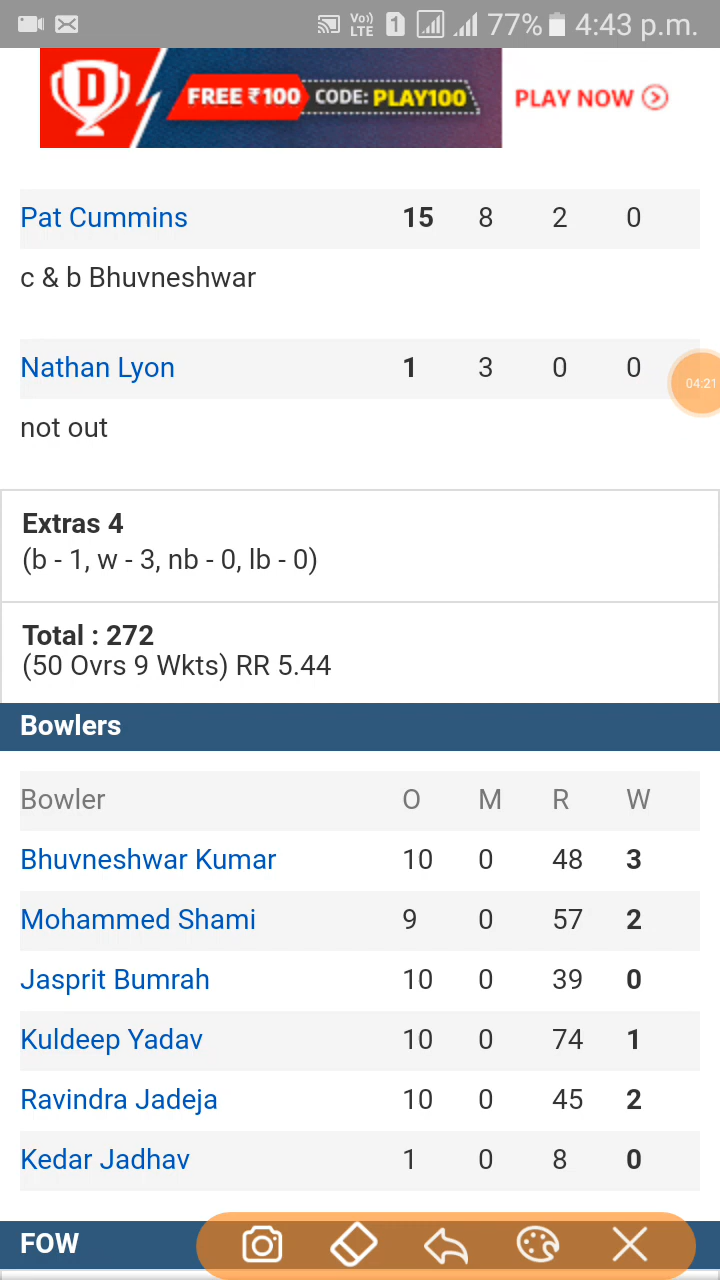 Vo)) LTE 1 77% 4:43 p.m.
D FREE ₹100 CODE: PLAY100 PLAY NOW
Pat Cummins 15 8 2 0
c & b Bhuvneshwar
Nathan Lyon 1 3 0 0
04:21
not out
Extras 4
(b - 1, w - 3, nb - 0, lb - 0)
Total : 272
(50 Ovrs 9 Wkts) RR 5.44
Bowlers
Bowler O M R W
Bhuvneshwar Kumar 10 0 48 3
Mohammed Shami 9 0 57 2
Jasprit Bumrah 10 0 39 0
Kuldeep Yadav 10 0 74 1
Ravindra Jadeja 10 0 45 2
Kedar Jadhav 1 0 8 0
FOW